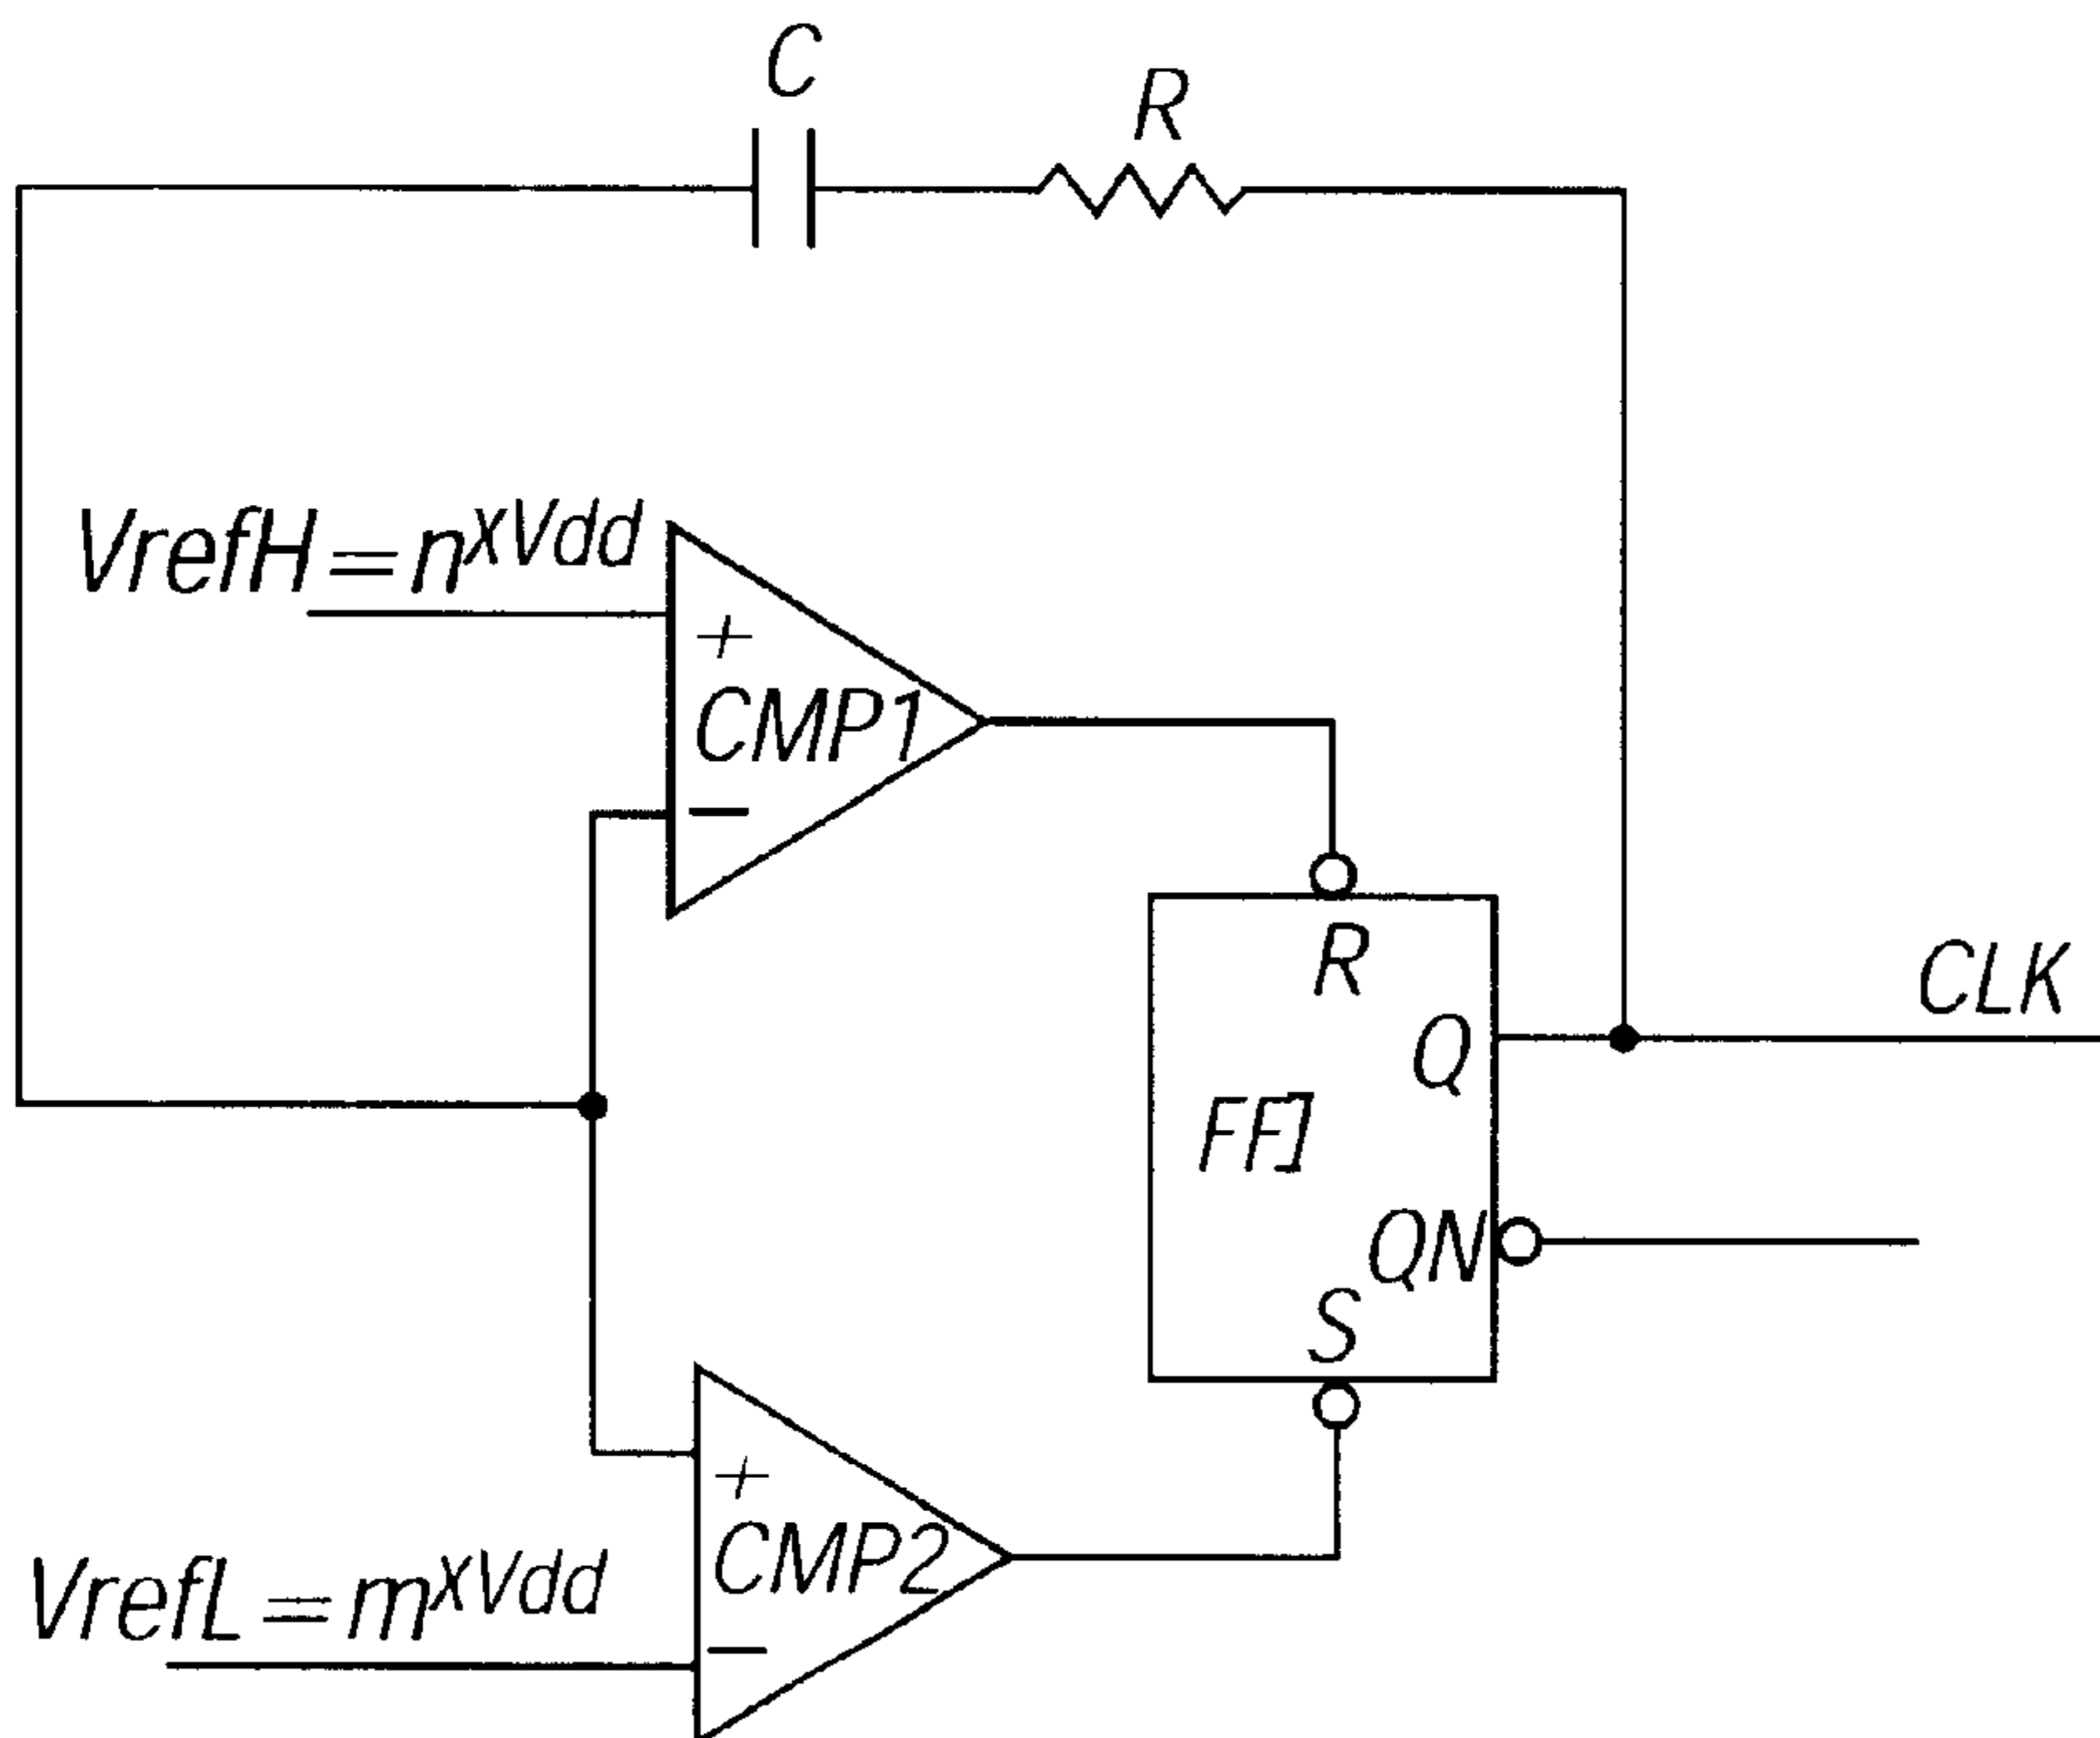 C
R
VrefH=nxVdd
+
CMP1
−
R
Q
CLK
FF1
QN
S
+
CMP2
−
VrefL=mxVdd